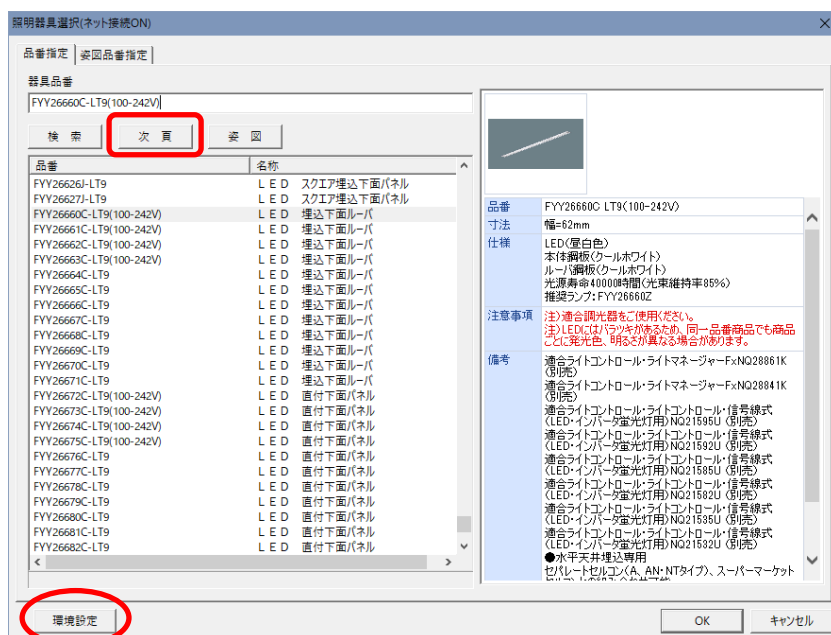 照明器具選択(ネット接続ON)
品番指定 姿図品番指定
器具品番
FYY26660C-LT9(100-242V)
検 索 次 頁 姿 図
品番 名称
FYY26626J-LT9 ＬＥＤ スクエア埋込下面パネル
FYY26627J-LT9 ＬＥＤ スクエア埋込下面パネル
FYY26660C-LT9(100-242V) ＬＥＤ 埋込下面ルーバ
FYY26661C-LT9(100-242V) ＬＥＤ 埋込下面ルーバ
FYY26662C-LT9(100-242V) ＬＥＤ 埋込下面ルーバ
FYY26663C-LT9(100-242V) ＬＥＤ 埋込下面ルーバ
FYY26664C-LT9 ＬＥＤ 埋込下面ルーバ
FYY26665C-LT9 ＬＥＤ 埋込下面ルーバ
FYY26666C-LT9 ＬＥＤ 埋込下面ルーバ
FYY26667C-LT9 ＬＥＤ 埋込下面ルーバ
FYY26668C-LT9 ＬＥＤ 埋込下面ルーバ
FYY26669C-LT9 ＬＥＤ 埋込下面ルーバ
FYY26670C-LT9 ＬＥＤ 埋込下面ルーバ
FYY26671C-LT9 ＬＥＤ 埋込下面ルーバ
FYY26672C-LT9(100-242V) ＬＥＤ 直付下面パネル
FYY26673C-LT9(100-242V) ＬＥＤ 直付下面パネル
FYY26674C-LT9(100-242V) ＬＥＤ 直付下面パネル
FYY26675C-LT9(100-242V) ＬＥＤ 直付下面パネル
FYY26676C-LT9 ＬＥＤ 直付下面パネル
FYY26677C-LT9 ＬＥＤ 直付下面パネル
FYY26678C-LT9 ＬＥＤ 直付下面パネル
FYY26679C-LT9 ＬＥＤ 直付下面パネル
FYY26680C-LT9 ＬＥＤ 直付下面パネル
FYY26681C-LT9 ＬＥＤ 直付下面パネル
FYY26682C-LT9 ＬＥＤ 直付下面パネル
品番 FYY26660C LT9(100-242V)
寸法 幅=62mm
仕様 LED(昼白色)
本体鋼板(クールホワイト)
ルーバ鋼板(クールホワイト)
光源寿命40000時間(光束維持率85%)
推奨ランプ:FYY26660Z
注意事項 注)適合調光器をご使用ください。
注)LEDにはバラツキがあるため、同一品番商品でも商品
ごとに発光色、明るさが異なる場合があります。
備考 適合ライトコントロール・ライトマネージャーFxNQ28861K
(別売)
適合ライトコントロール・ライトマネージャーFxNQ28841K
(別売)
適合ライトコントロール・ライトコントロール・信号線式
(LED・インバータ蛍光灯用)NQ21595U (別売)
適合ライトコントロール・ライトコントロール・信号線式
(LED・インバータ蛍光灯用)NQ21592U (別売)
適合ライトコントロール・ライトコントロール・信号線式
(LED・インバータ蛍光灯用)NQ21585U (別売)
適合ライトコントロール・ライトコントロール・信号線式
(LED・インバータ蛍光灯用)NQ21582U (別売)
適合ライトコントロール・ライトコントロール・信号線式
(LED・インバータ蛍光灯用)NQ21535U (別売)
適合ライトコントロール・ライトコントロール・信号線式
(LED・インバータ蛍光灯用)NQ21532U (別売)
●水平天井埋込専用
セパレートセルコン(A、AN・NTタイプ)、スーパーマーケット
環境設定 OK キャンセル